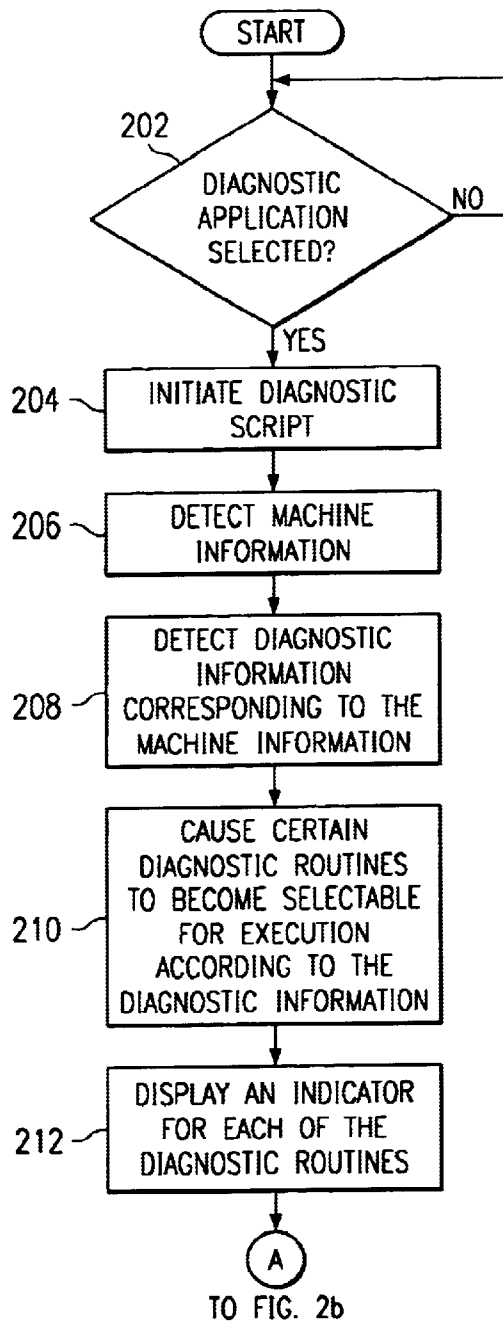 START
202
DIAGNOSTIC
APPLICATION
SELECTED?
NO
YES
204
INITIATE DIAGNOSTIC
SCRIPT
206
DETECT MACHINE
INFORMATION
208
DETECT DIAGNOSTIC
INFORMATION
CORRESPONDING TO THE
MACHINE INFORMATION
210
CAUSE CERTAIN
DIAGNOSTIC ROUTINES
TO BECOME SELECTABLE
FOR EXECUTION
ACCORDING TO THE
DIAGNOSTIC INFORMATION
212
DISPLAY AN INDICATOR
FOR EACH OF THE
DIAGNOSTIC ROUTINES
A
TO FIG. 2b